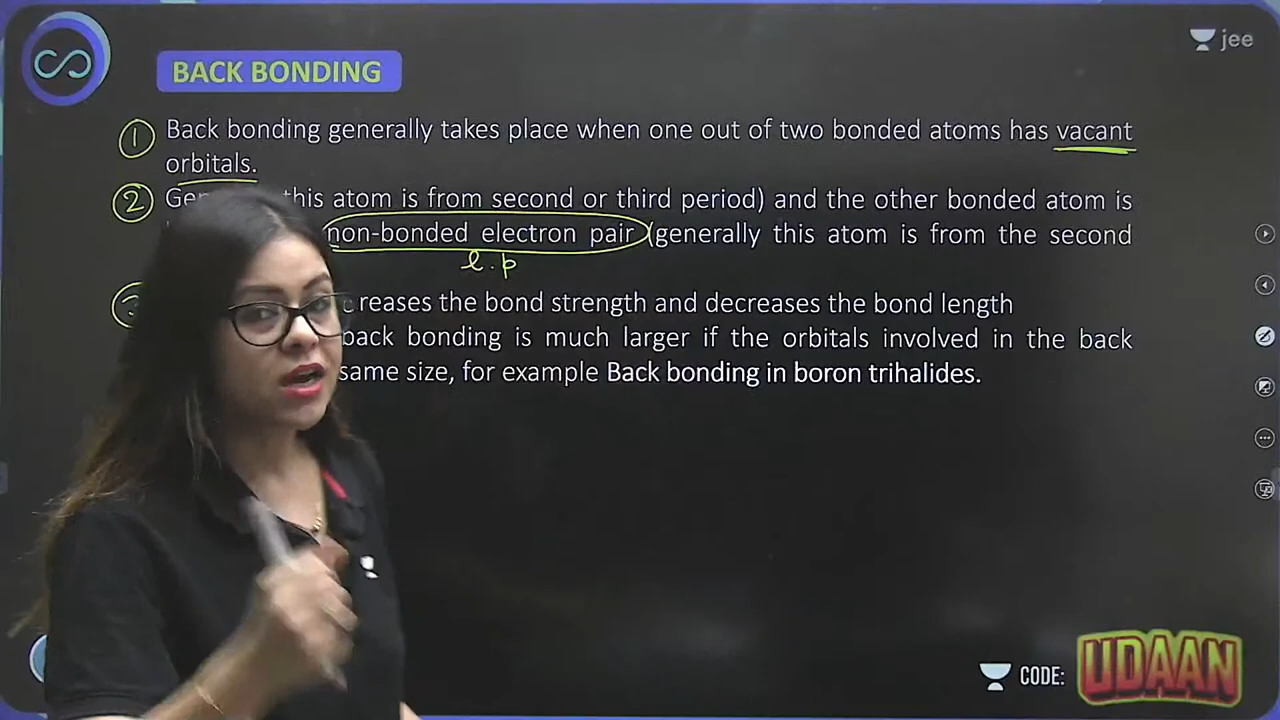 jee
BACK BONDING
1 Back bonding generally takes place when one out of two bonded atoms has vacant
orbitals.
2 this atom is from second or third period) and the other bonded atom is
non-bonded electron pair (generally this atom is from the second
l.p
the bond strength and decreases the bond length
back bonding is much larger if the orbitals involved in the back
same size, for example Back bonding in boron trihalides.
CODE: UDAAN